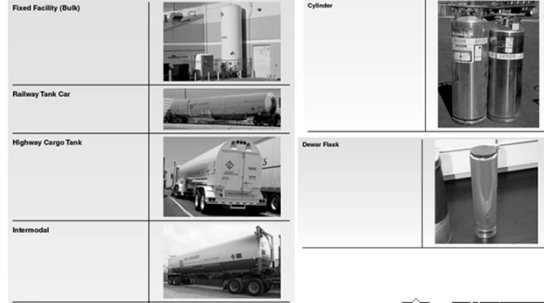 Fixed Facility (Bulk)
Railway Tank Car
Highway Cargo Tank
Intermodal
Cylinder
Dewar Flask